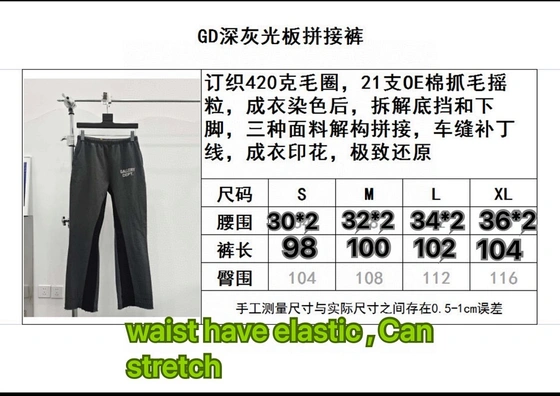 GD深灰光板拼接裤
订织420克毛圈，21支OE棉抓毛摇
粒，成衣染色后，拆解底挡和下
脚，三种面料解构拼接，车缝补丁
线，成衣印花，极致还原
GALLERY
DEPT.
尺码 S M L XL
腰围 30*2 32*2 34*2 36*2
裤长 98 100 102 104
臀围 104 108 112 116
手工测量尺寸与实际尺寸之间存在0.5-1cm误差
waist have elastic , Can
stretch